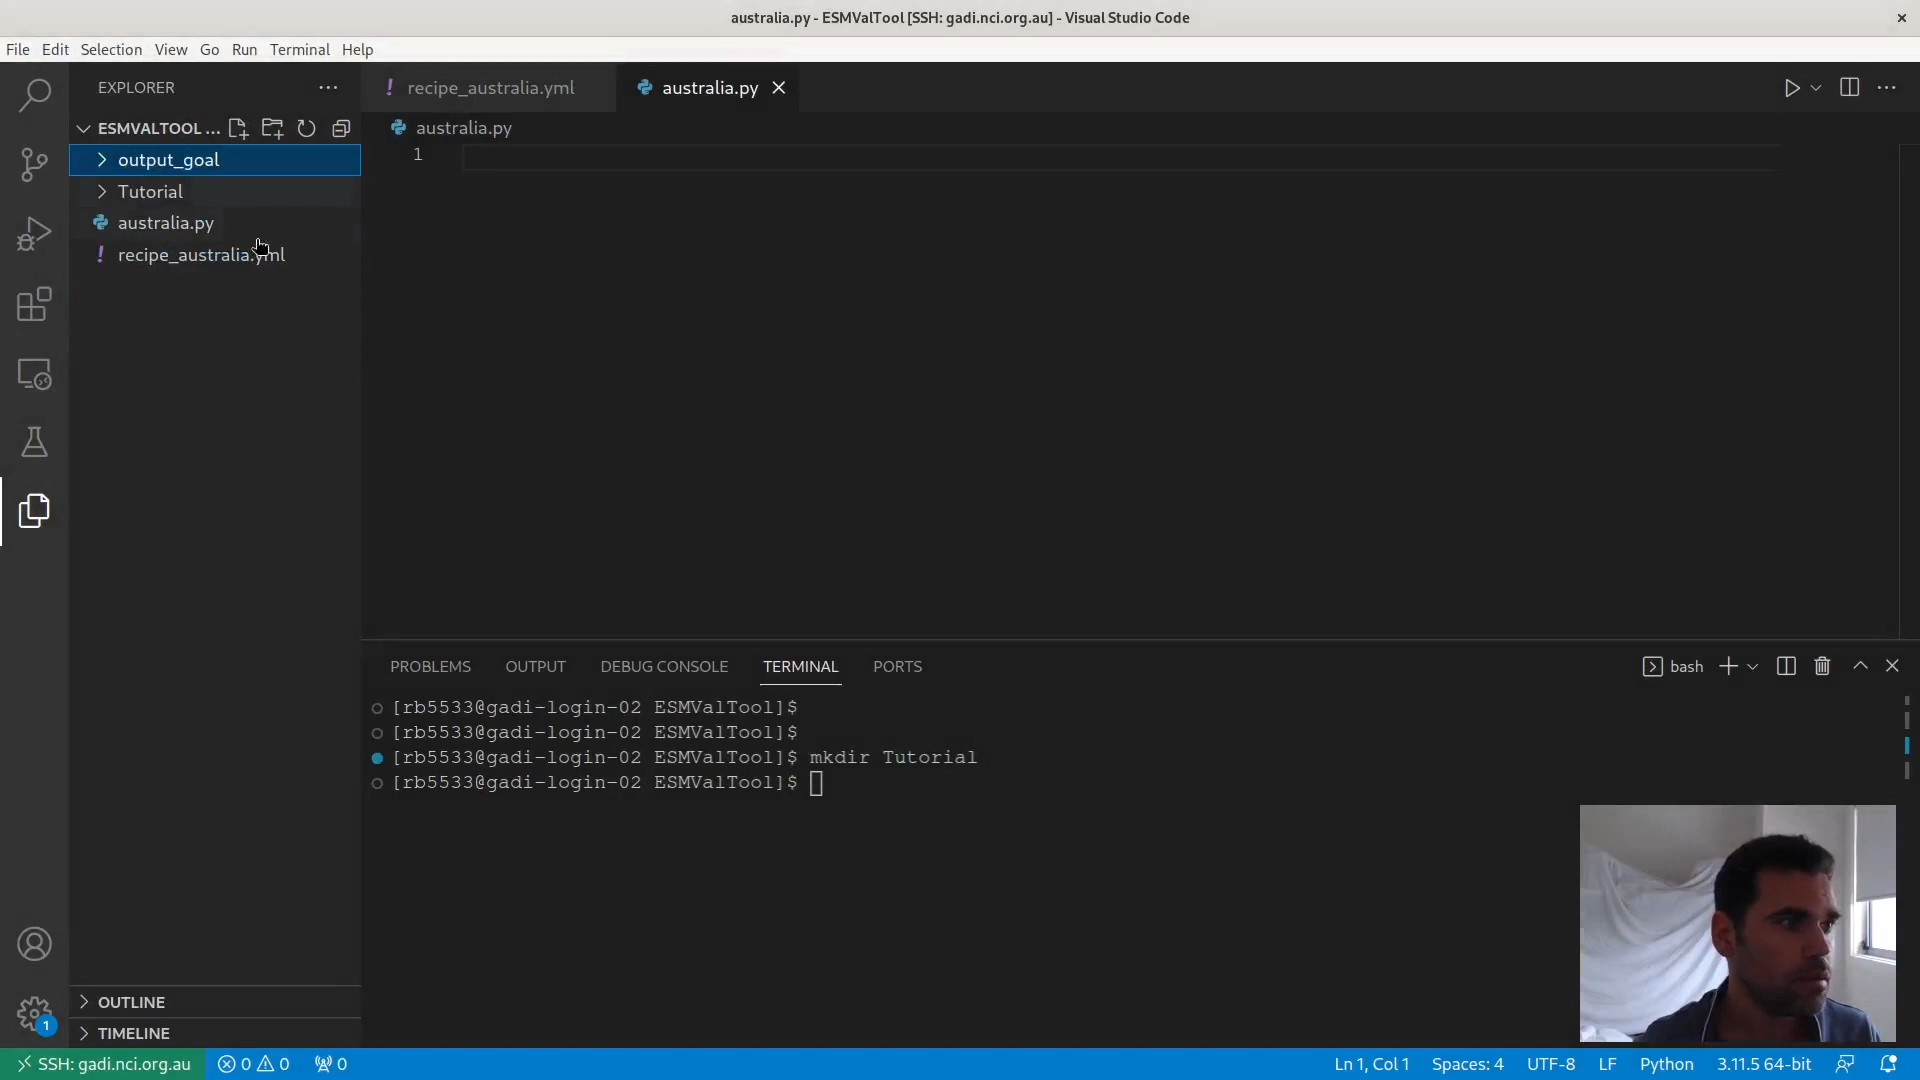 australia.py - ESMValTool [SSH: gadi.nci.org.au] - Visual Studio Code
File Edit Selection View Go Run Terminal Help
EXPLORER
ESMVALTOOL ...
output_goal
Tutorial
australia.py
recipe_australia.yml
OUTLINE
TIMELINE
recipe_australia.yml australia.py
australia.py
1
PROBLEMS OUTPUT DEBUG CONSOLE TERMINAL PORTS bash
[rb5533@gadi-login-02 ESMValTool]$
[rb5533@gadi-login-02 ESMValTool]$
[rb5533@gadi-login-02 ESMValTool]$ mkdir Tutorial
[rb5533@gadi-login-02 ESMValTool]$
1
SSH: gadi.nci.org.au 0 0 0 Ln 1, Col 1 Spaces: 4 UTF-8 LF Python 3.11.5 64-bit